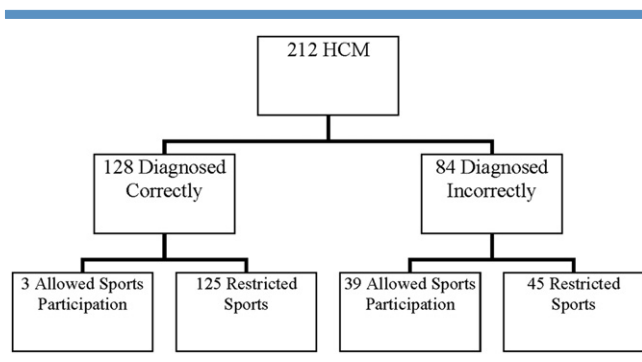 212 HCM
128 Diagnosed
Correctly
84 Diagnosed
Incorrectly
3 Allowed Sports
Participation
125 Restricted
Sports
39 Allowed Sports
Participation
45 Restricted
Sports